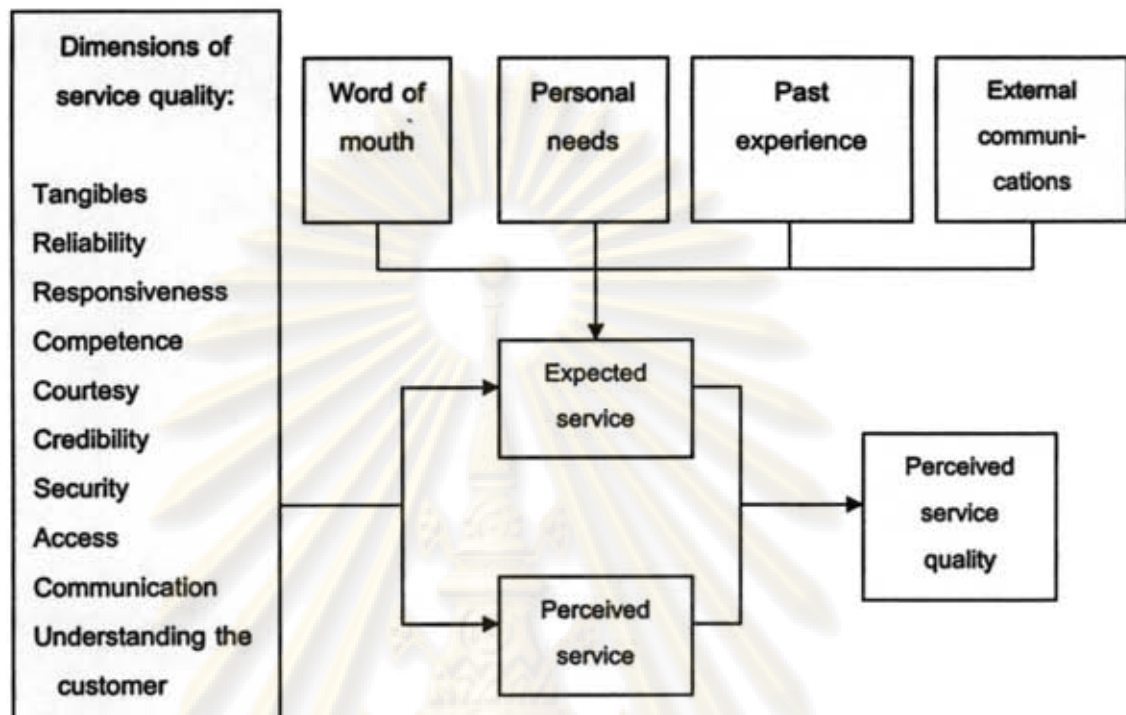 Dimensions of
service quality:
Tangibles
Reliability
Responsiveness
Competence
Courtesy
Credibility
Security
Access
Communication
Understanding the
customer
Word of
mouth
Personal
needs
Past
experience
External
communi-
cations
Expected
service
Perceived
service
Perceived
service
quality